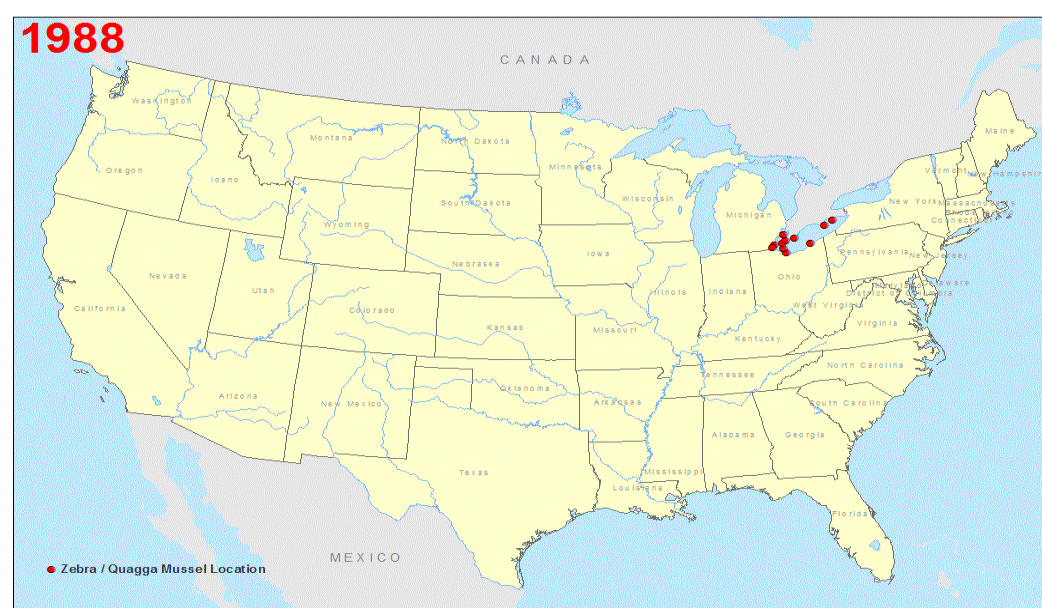 1988
CANADA
Washington
Montana
North Dakota
Minnesota
Maine
Oregon
Idaho
South Dakota
Wisconsin
Michigan
Vermont
New Hampshire
New York
Massachusetts
Rhode
Connecticut
Wyoming
Nebraska
Iowa
Pennsylvania
New Jersey
Nevada
Utah
Colorado
Illinois
Indiana
Ohio
Maryland
Delaware
District of Columbia
West Virginia
California
Kansas
Missouri
Kentucky
Virginia
Arizona
New Mexico
Oklahoma
Arkansas
Tennessee
North Carolina
South Carolina
Texas
Louisiana
Mississippi
Alabama
Georgia
Florida
MEXICO
Zebra / Quagga Mussel Location